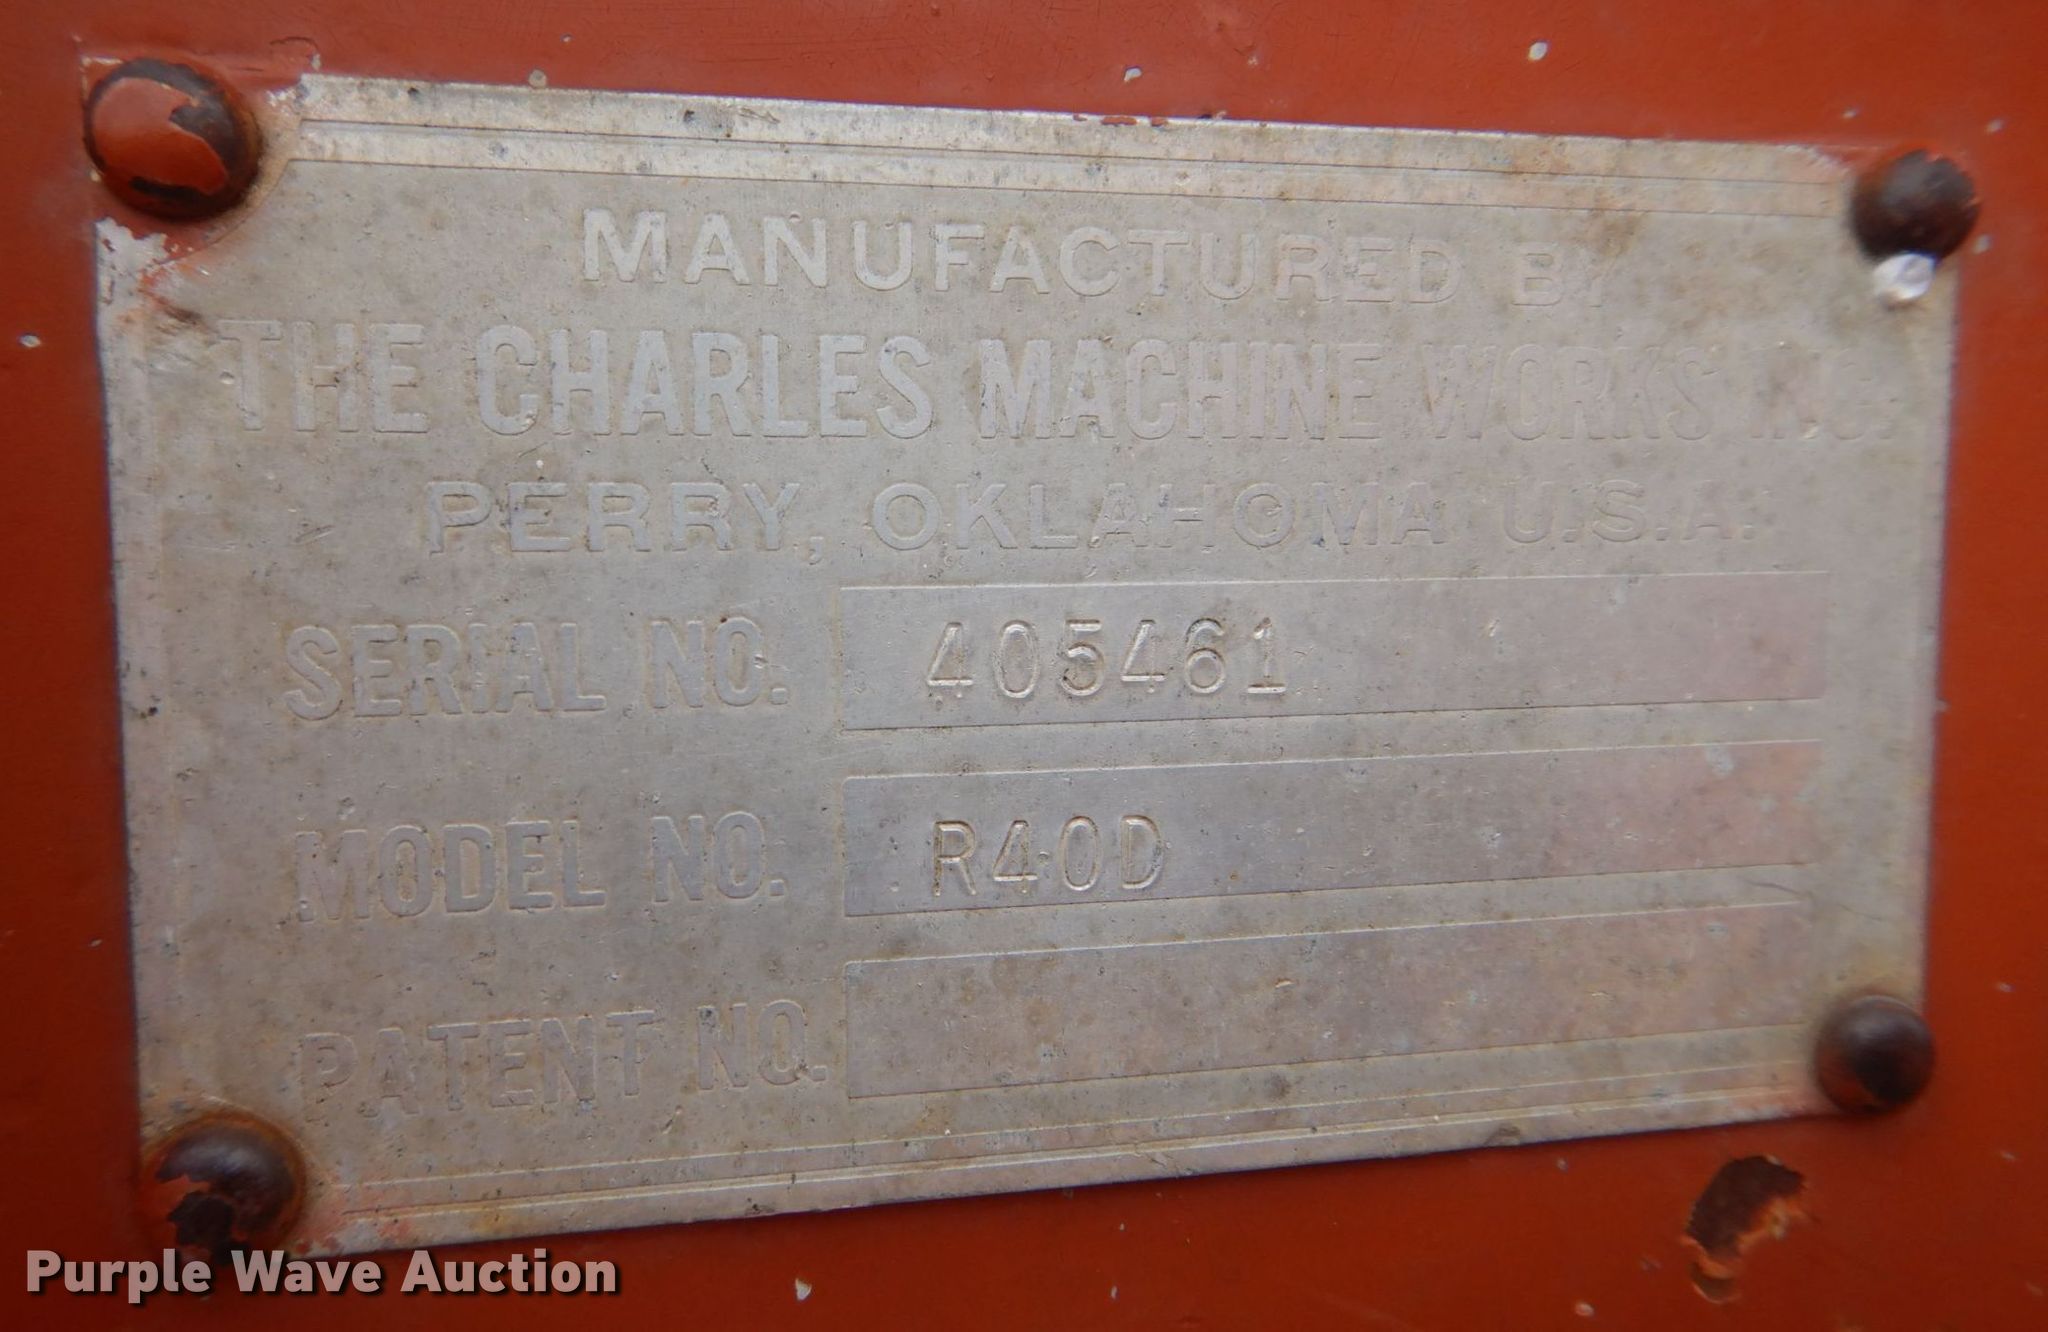 MANUFACTURED BY
THE CHARLES MACHINE WORKS INC.
PERRY, OKLAHOMA U.S.A.
SERIAL NO. 405461
MODEL NO. R40D
PATENT NO.
Purple Wave Auction